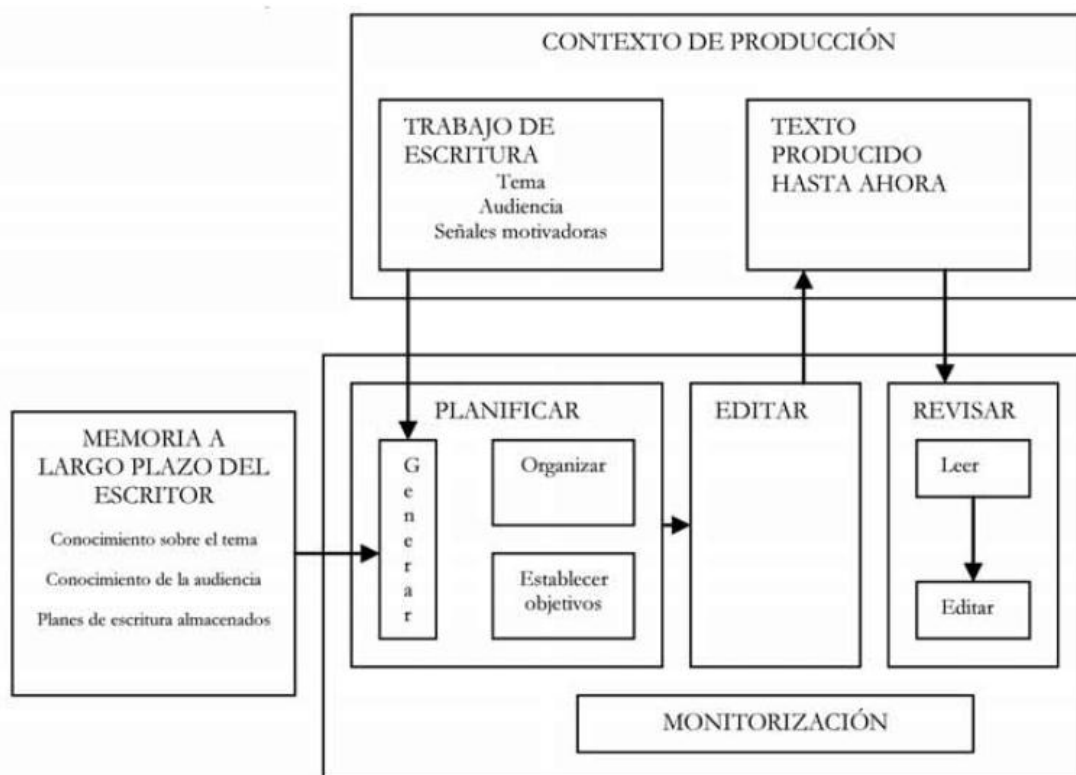 CONTEXTO DE PRODUCCIÓN
TRABAJO DE
ESCRITURA
Tema
Audiencia
Señales motivadoras
TEXTO
PRODUCIDO
HASTA AHORA
MEMORIA A
LARGO PLAZO DEL
ESCRITOR
Conocimiento sobre el tema
Conocimiento de la audiencia
Planes de escritura almacenados
PLANIFICAR
Generar
Organizar
Establecer
objetivos
EDITAR
REVISAR
Leer
Editar
MONITORIZACIÓN